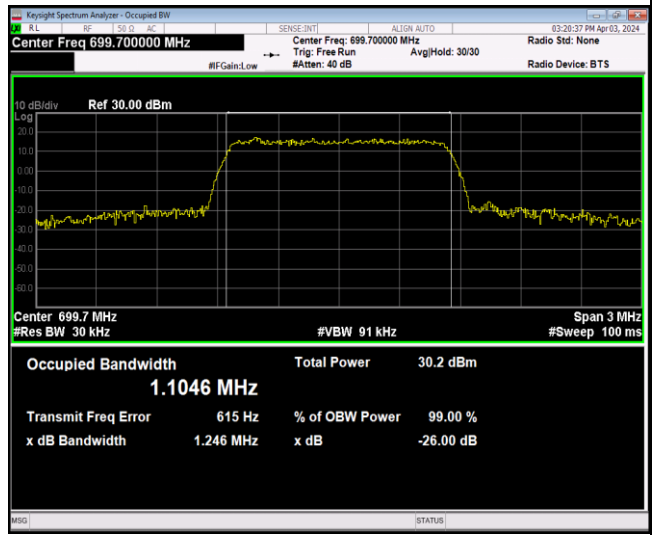 Keysight Spectrum Analyzer - Occupied BW
LXI RL RF 50 Ω AC SENSE:INT ALIGN AUTO 03:20:37 PM Apr 03, 2024
Center Freq 699.700000 MHz Center Freq: 699.700000 MHz Radio Std: None
Trig: Free Run Avg|Hold: 30/30
#IFGain:Low #Atten: 40 dB Radio Device: BTS
10 dB/div Ref 30.00 dBm
Log
20.0
10.0
0.00
-10.0
-20.0
-30.0
-40.0
-50.0
-60.0
Center 699.7 MHz Span 3 MHz
#Res BW 30 kHz #VBW 91 kHz #Sweep 100 ms
Occupied Bandwidth Total Power 30.2 dBm
1.1046 MHz
Transmit Freq Error 615 Hz % of OBW Power 99.00 %
x dB Bandwidth 1.246 MHz x dB -26.00 dB
MSG STATUS